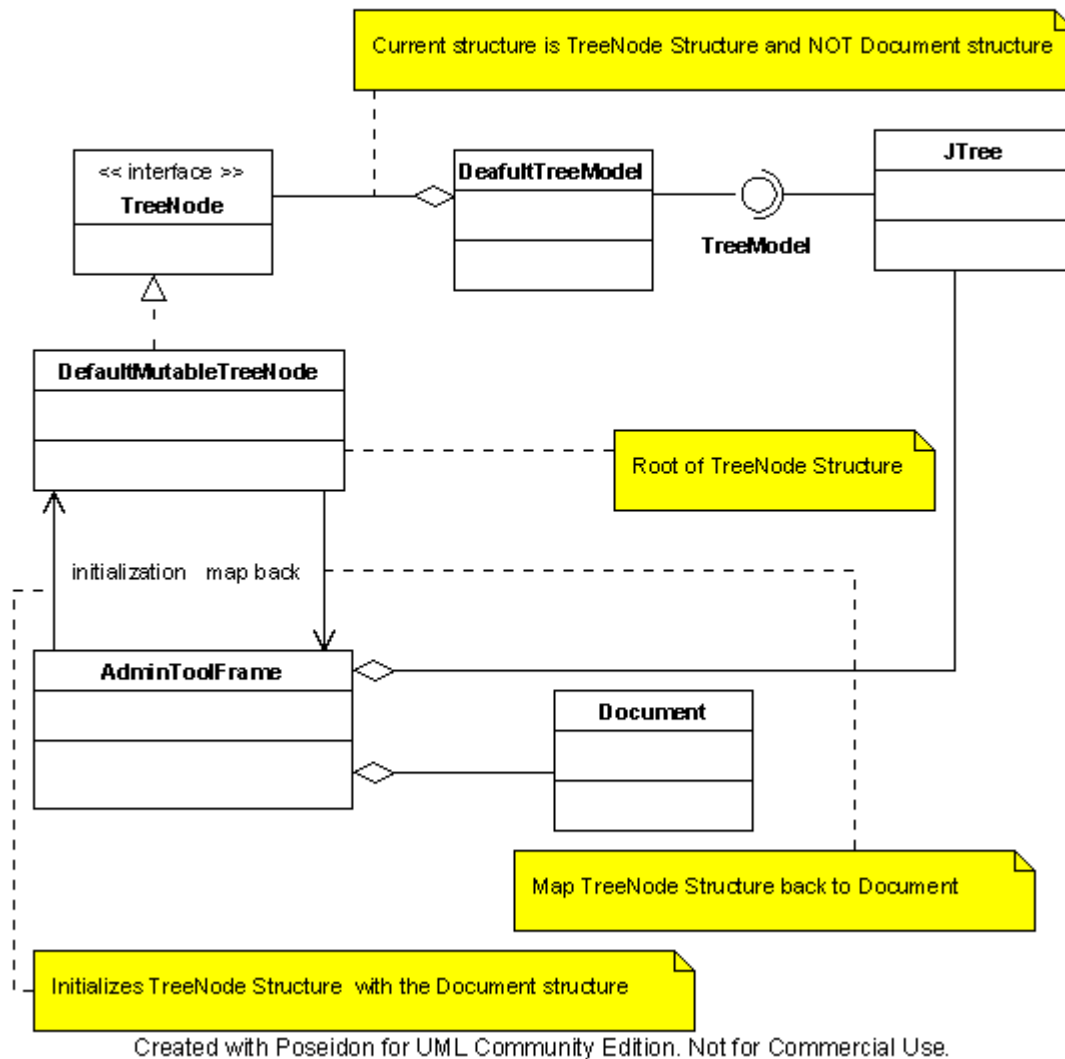 Current structure is TreeNode Structure and NOT Document structure
<< interface >>
TreeNode
DeafultTreeModel
JTree
TreeModel
DefaultMutableTreeNode
Root of TreeNode Structure
initialization map back
AdminToolFrame
Document
Map TreeNode Structure back to Document
Initializes TreeNode Structure with the Document structure
Created with Poseidon for UML Community Edition. Not for Commercial Use.